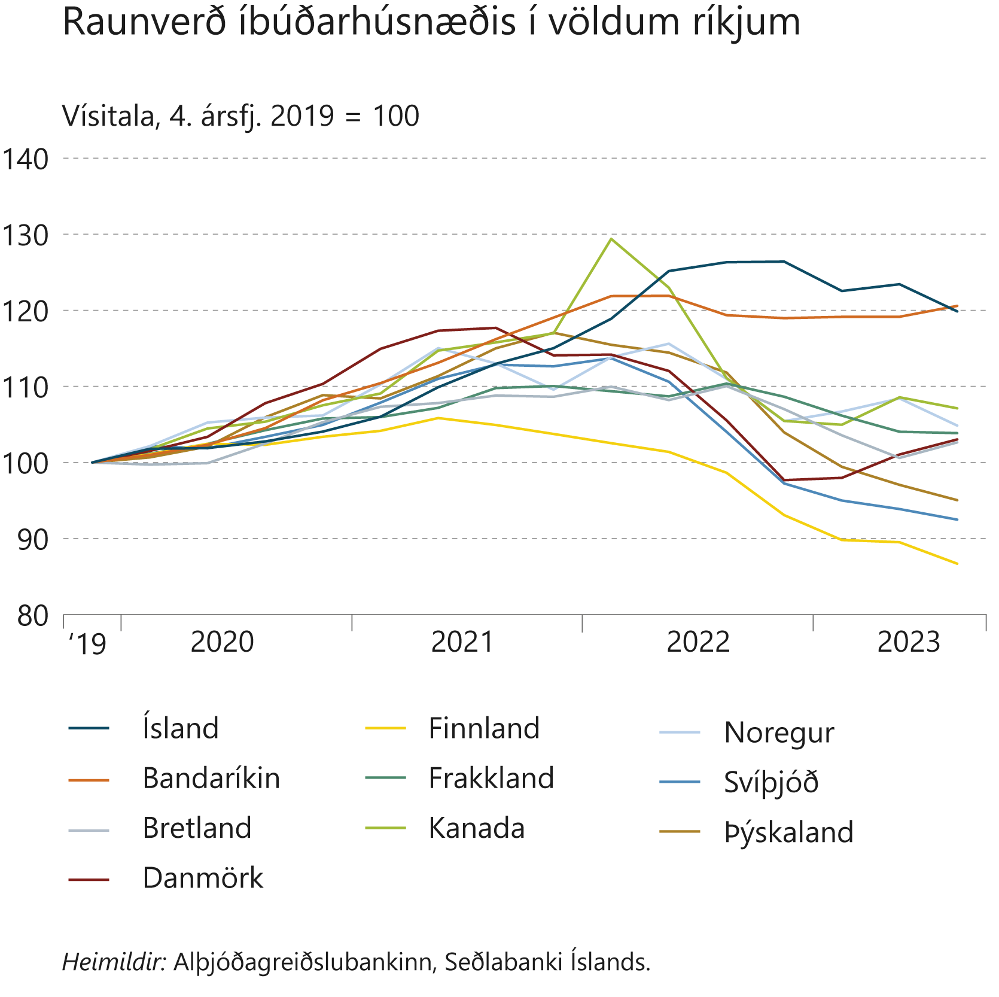 Raunverð íbúðarhúsnæðis í völdum ríkjum
Vísitala, 4. ársfj. 2019 = 100
140
130
120
110
100
90
80
‘19 2020 2021 2022 2023
Ísland
Bandaríkin
Bretland
Danmörk
Finnland
Frakkland
Kanada
Noregur
Svíþjóð
Þýskaland
Heimildir: Alþjóðagreiðslubankinn, Seðlabanki Íslands.